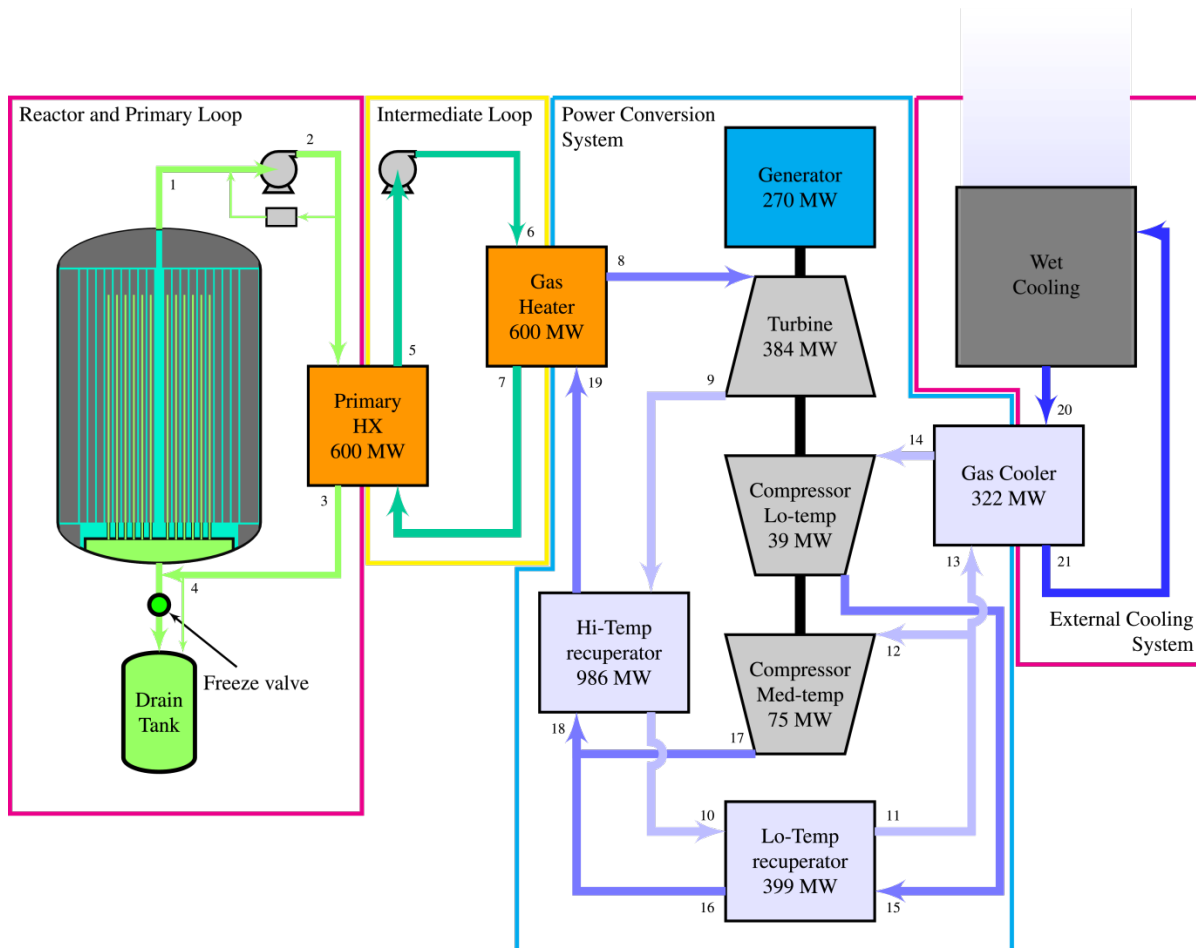 Reactor and Primary Loop
1
2
3
4
Freeze valve
Drain
Tank
Primary
HX
600 MW
Intermediate Loop
5
6
7
Gas
Heater
600 MW
Power Conversion
System
8
19
9
Generator
270 MW
Turbine
384 MW
Compressor
Lo-temp
39 MW
Compressor
Med-temp
75 MW
14
12
13
17
18
Hi-Temp
recuperator
986 MW
10
11
Lo-Temp
recuperator
399 MW
16
15
Wet
Cooling
20
Gas Cooler
322 MW
21
External Cooling
System